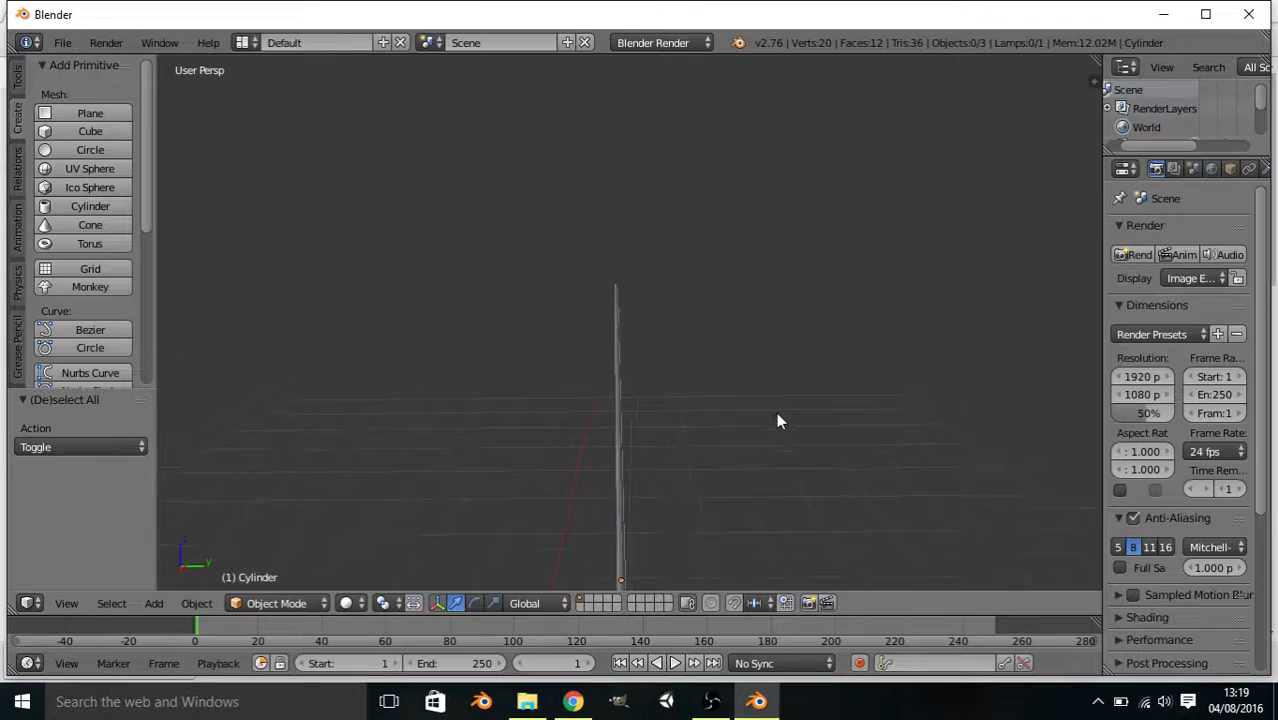 Blender
File Render Window Help Default Scene Blender Render v2.76 | Verts:20 | Faces:12 | Tris:36 | Objects:0/3 | Lamps:0/1 | Mem:12.02M | Cylinder
Tools
Create
Relations
Animation
Physics
Grease Pencil
Add Primitive
Mesh:
Plane
Cube
Circle
UV Sphere
Ico Sphere
Cylinder
Cone
Torus
Grid
Monkey
Curve:
Bezier
Circle
Nurbs Curve
(De)select All
Action
Toggle
User Persp
z
y
(1) Cylinder
View Search All Sc
Scene
RenderLayers
World
Scene
Render
Rend Anim Audio
Display Image E...
Dimensions
Render Presets
Resolution: Frame Ra...
1920 p Start: 1
1080 p En:250
50% Fram:1
Aspect Rat Frame Rate:
: 1.000 24 fps
: 1.000 Time Rem...
1
Anti-Aliasing
5 8 11 16 Mitchell-
Full Sa 1.000 p
Sampled Motion Blur
Shading
Performance
Post Processing
View Select Add Object Object Mode Global
-40 -20 0 20 40 60 80 100 120 140 160 180 200 220 240 260 280
View Marker Frame Playback Start: 1 End: 250 1 No Sync
Search the web and Windows
13:19
04/08/2016